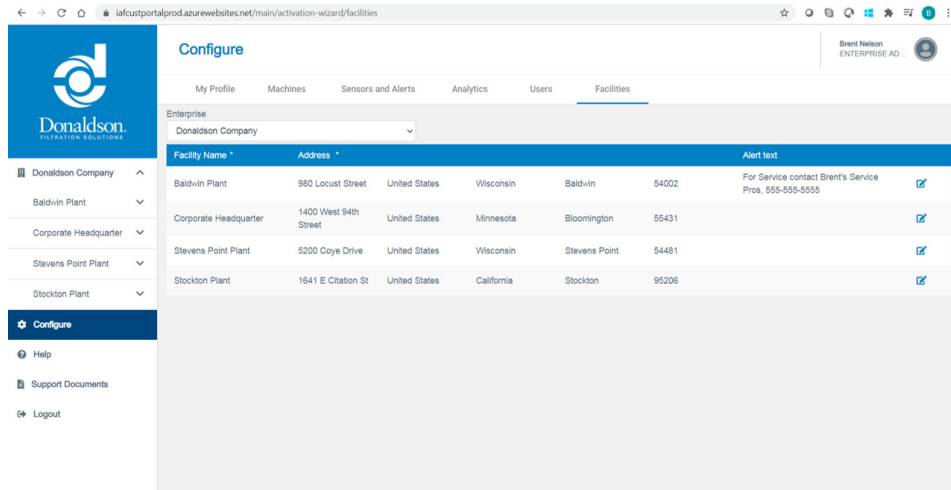 iafcustportalprod.azurewebsites.net/main/activation-wizard/facilities
B
Donaldson.
FILTRATION SOLUTIONS
Configure
Brent Nelson
ENTERPRISE AD...
My Profile Machines Sensors and Alerts Analytics Users Facilities
Enterprise
Donaldson Company
Facility Name * Address * Alert text
Baldwin Plant 980 Locust Street United States Wisconsin Baldwin 54002 For Service contact Brent's Service
Pros, 555-555-5555
Corporate Headquarter 1400 West 94th
Street United States Minnesota Bloomington 55431
Stevens Point Plant 5200 Coye Drive United States Wisconsin Stevens Point 54481
Stockton Plant 1641 E Citation St United States California Stockton 95206
Donaldson Company
Baldwin Plant
Corporate Headquarter
Stevens Point Plant
Stockton Plant
Configure
Help
Support Documents
Logout